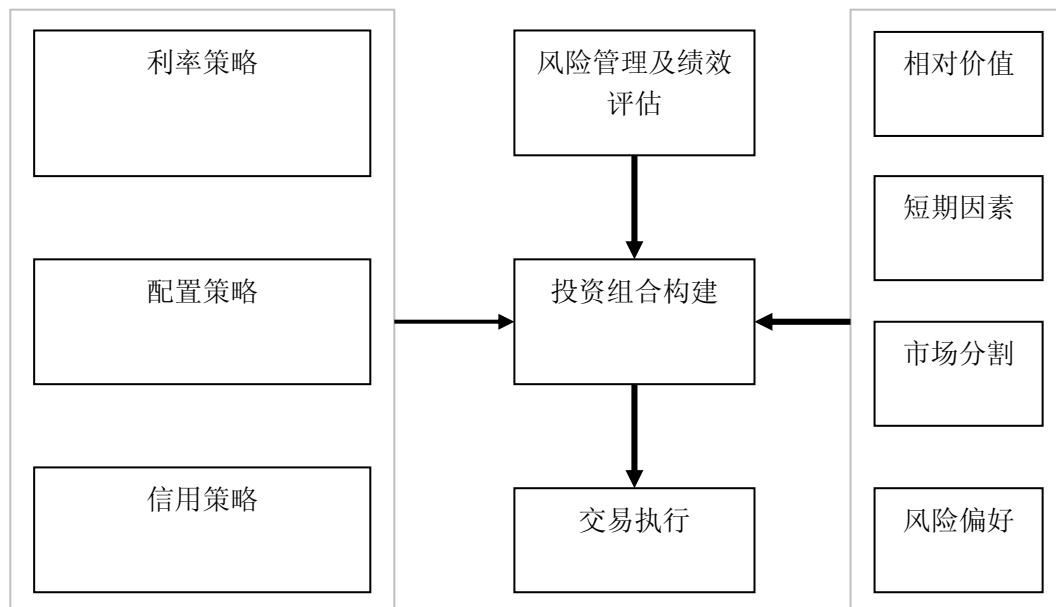 利率策略
配置策略
信用策略
风险管理及绩效
评估
投资组合构建
交易执行
相对价值
短期因素
市场分割
风险偏好